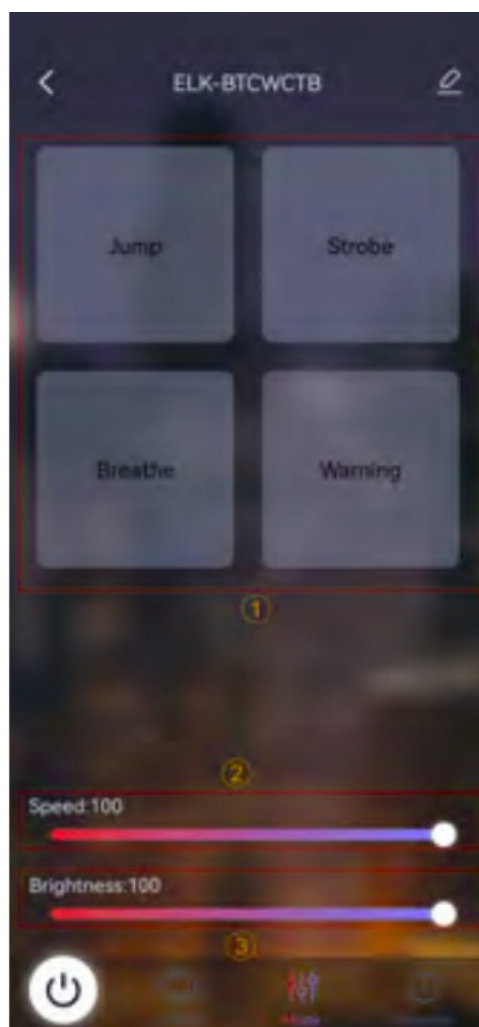 ELK-BTCWCTB
Jump Strobe
Breathe Warning
①
②
Speed:100
Brightness:100
③